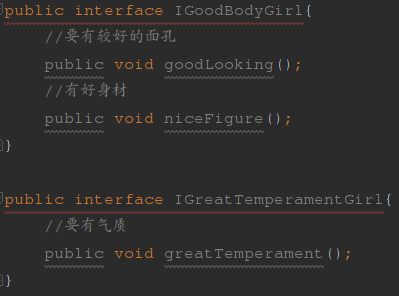 public interface IGoodBodyGirl{
//要有较好的面孔
public void goodLooking();
//有好身材
public void niceFigure();
}
public interface IGreatTemperamentGirl{
//要有气质
public void greatTemperament();
}